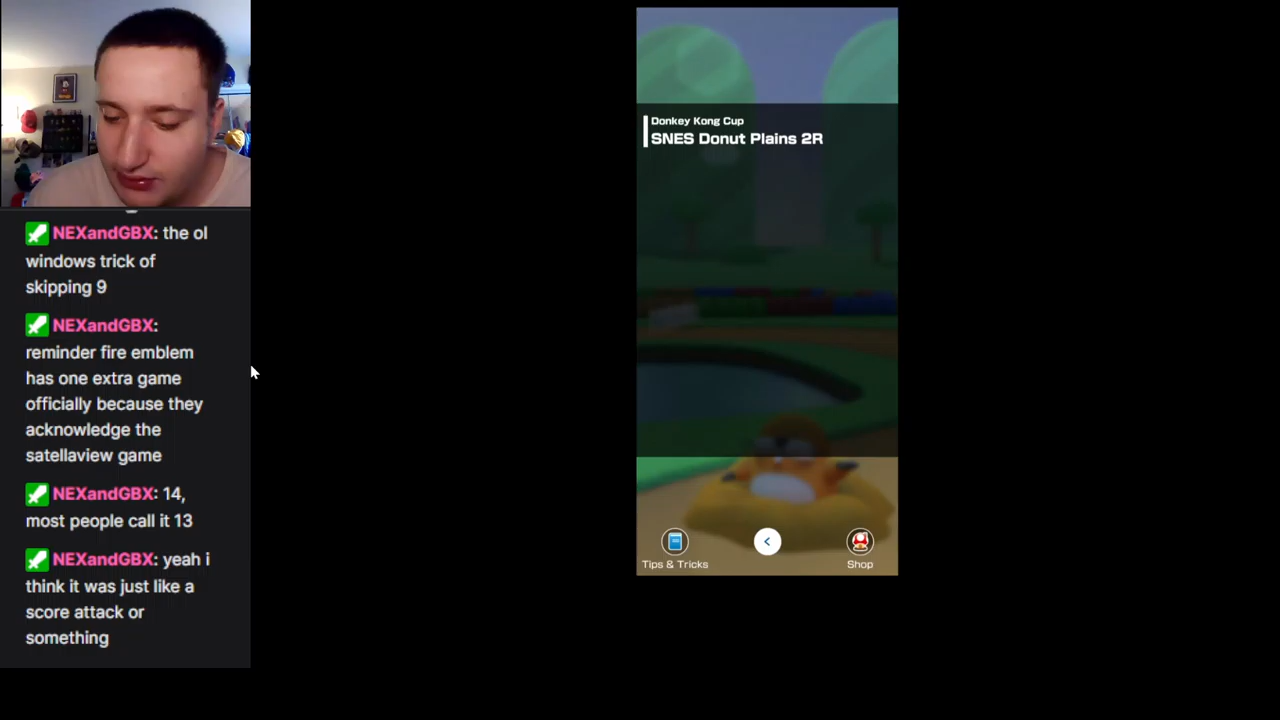 NEXandGBX: the ol
windows trick of
skipping 9
NEXandGBX:
reminder fire emblem
has one extra game
officially because they
acknowledge the
satellaview game
NEXandGBX: 14,
most people call it 13
NEXandGBX: yeah i
think it was just like a
score attack or
something
Donkey Kong Cup
SNES Donut Plains 2R
Tips & Tricks
Shop